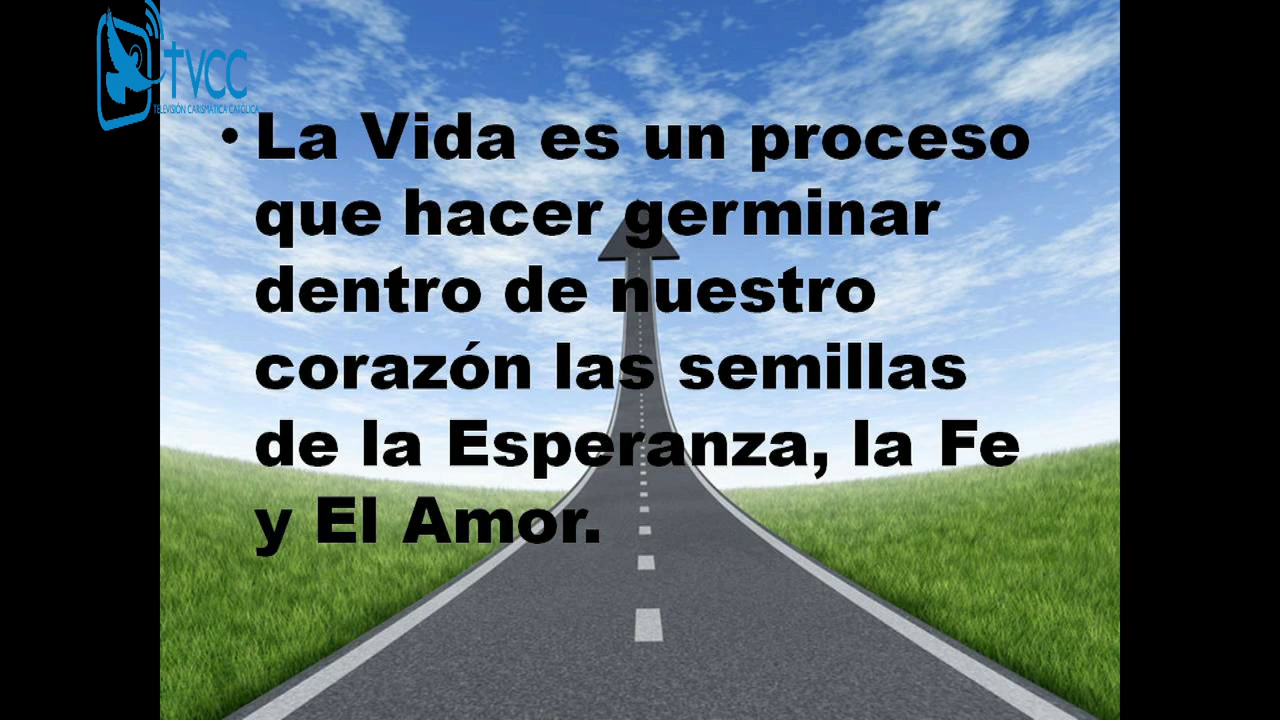 TVCC
TELEVISIÓN CARISMÁTICA CATÓLICA
• La Vida es un proceso
que hacer germinar
dentro de nuestro
corazón las semillas
de la Esperanza, la Fe
y El Amor.